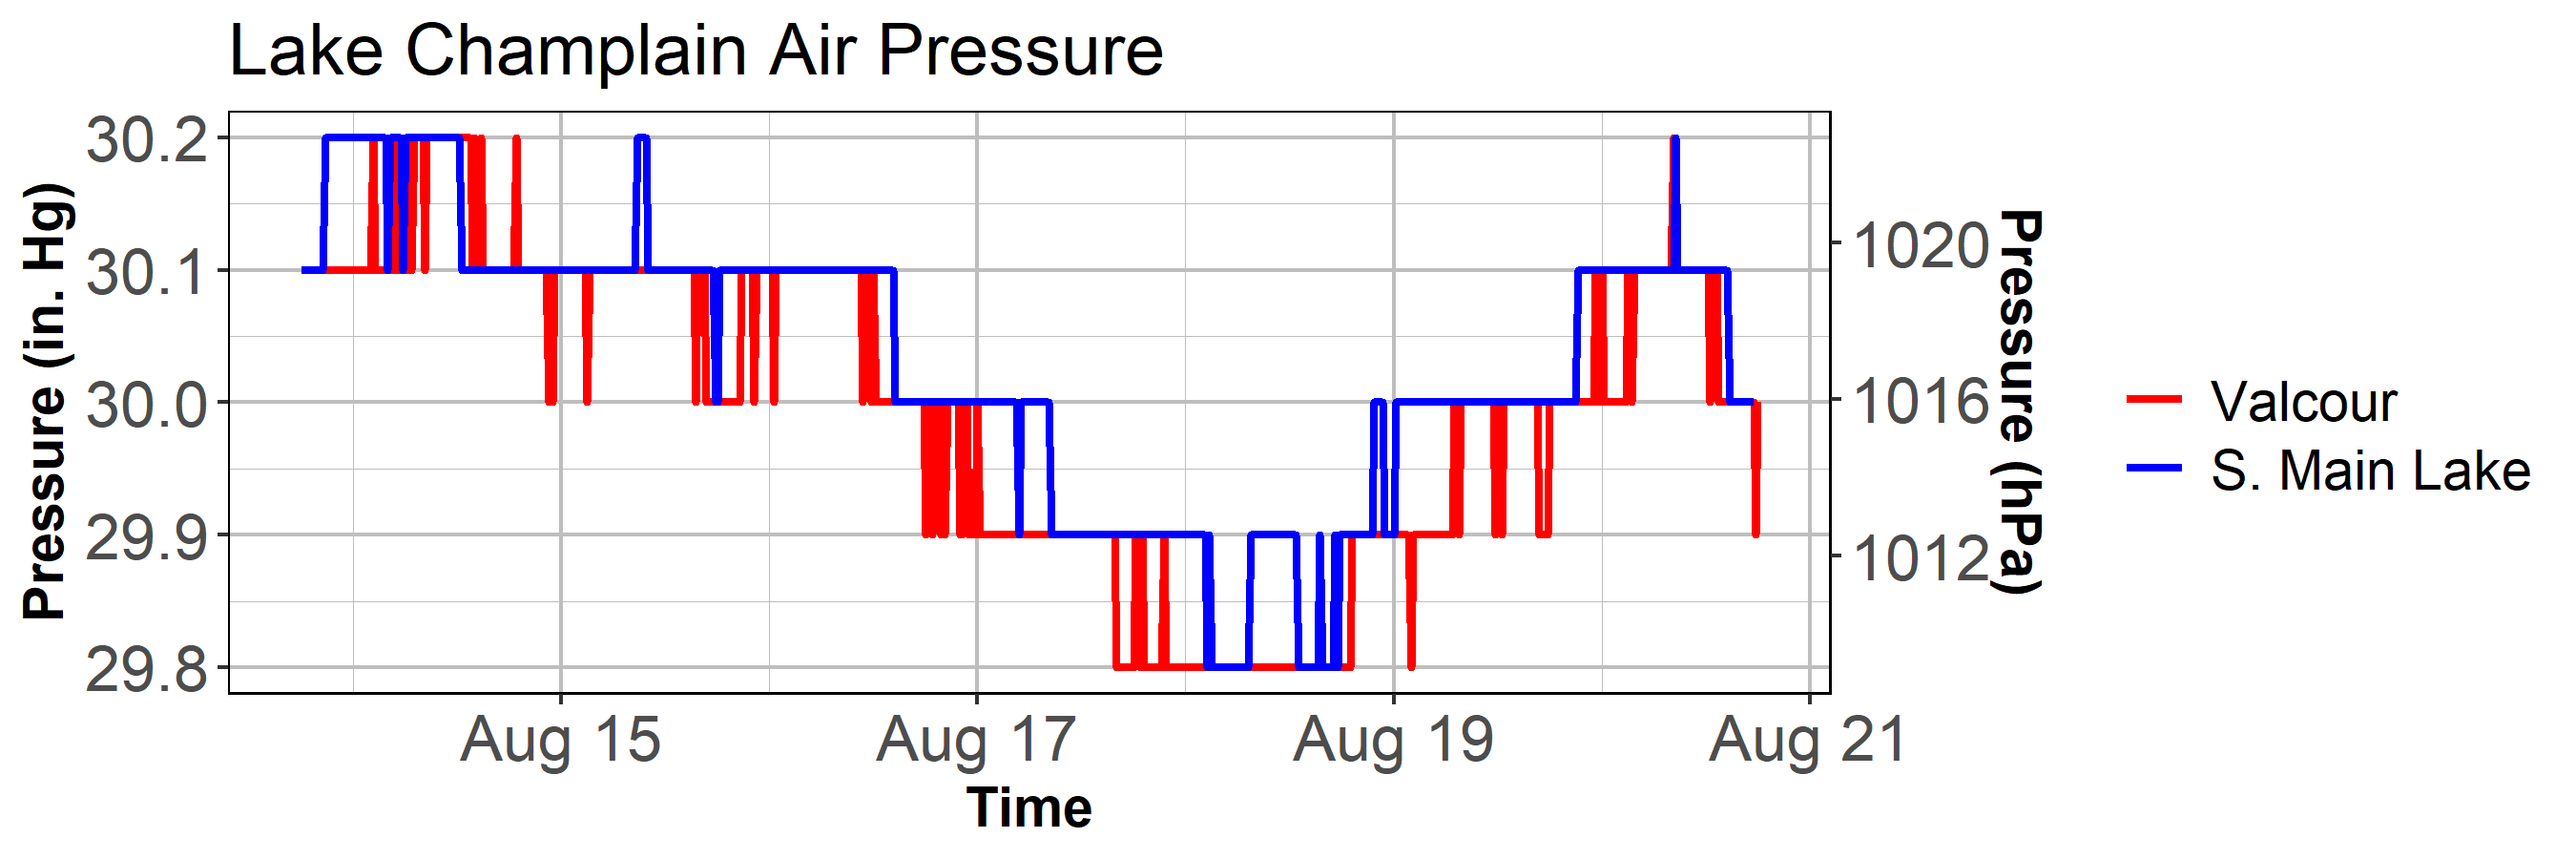 Lake Champlain Air Pressure
Pressure (in. Hg)
30.2
30.1
30.0
29.9
29.8
1020
1016
1012
Pressure (hPa)
Valcour
S. Main Lake
Aug 15
Aug 17
Aug 19
Aug 21
Time